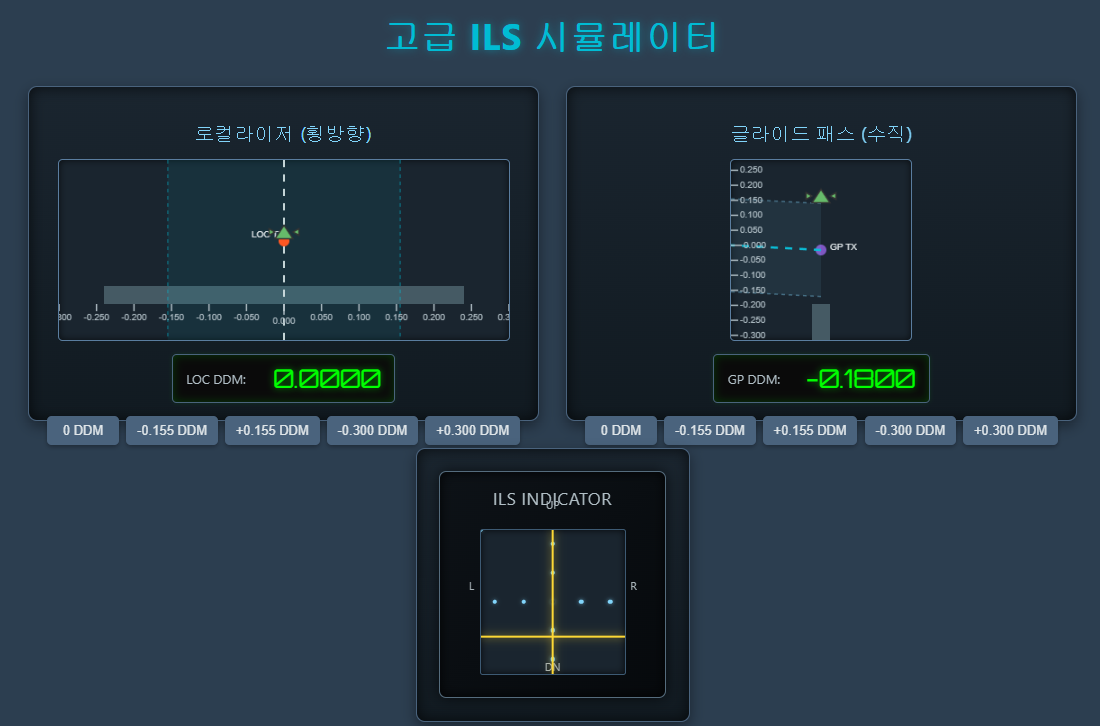 고급 ILS 시뮬레이터
로컬라이저 (횡방향)
-0.250 -0.200 -0.150 -0.100 -0.050 0.000 0.050 0.100 0.150 0.200 0.250
LOC DDM: 0.0000
0 DDM
-0.155 DDM
+0.155 DDM
-0.300 DDM
+0.300 DDM
글라이드 패스 (수직)
0.250
0.200
0.150
0.100
0.050
0.000
GP TX
-0.050
-0.100
-0.150
-0.200
-0.250
-0.300
GP DDM: -0.1800
0 DDM
-0.155 DDM
+0.155 DDM
-0.300 DDM
+0.300 DDM
ILS INDICATOR
UP
L
R
DN